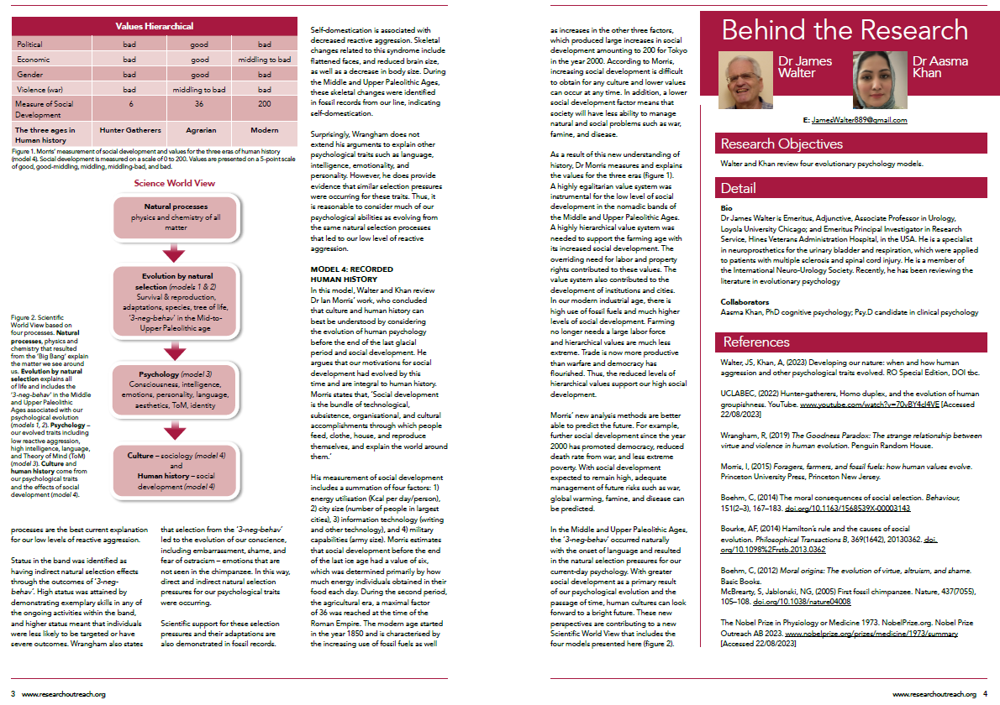 Values Hierarchical
Political bad good bad
Economic bad good middling to bad
Gender bad good bad
Violence (war) bad middling to bad bad
Measure of Social 6 36 200
Development
The three ages in Hunter Gatherers Agrarian Modern
Human history
Figure 1. Morris' measurement of social development and values for the three eras of human history
(model 4). Social development is measured on a scale of 0 to 200. Values are presented on a 5-point scale
of good, good-middling, middling, middling-bad, and bad.
Science World View
Natural processes
physics and chemistry of all
matter
Evolution by natural
selection (models 1 & 2)
Survival & reproduction,
adaptations, species, tree of life,
'3-neg-behav' in the Mid-to-
Upper Paleolithic age
Psychology (model 3)
Consciousness, intelligence,
emotions, personality, language,
aesthetics, ToM, identity
Culture – sociology (model 4)
and
Human history – social
development (model 4)
Figure 2. Scientific
World View based on
four processes. Natural
processes, physics and
chemistry that resulted
from the 'Big Bang' explain
the matter we see around
us. Evolution by natural
selection explains all
of life and includes the
'3-neg-behav' in the Middle
and Upper Paleolithic
Ages associated with our
psychological evolution
(models 1, 2). Psychology –
our evolved traits including
low reactive aggression,
high intelligence, language,
and Theory of Mind (ToM)
(model 3). Culture and
human history come from
our psychological traits
and the effects of social
development (model 4).
processes are the best current explanation
for our low levels of reactive aggression.
Status in the band was identified as
having indirect natural selection effects
through the outcomes of '3-neg-
behav'. High status was attained by
demonstrating exemplary skills in any of
the ongoing activities within the band,
and higher status meant that individuals
were less likely to be targeted or have
severe outcomes. Wrangham also states
that selection from the '3-neg-behav'
led to the evolution of our conscience,
including embarrassment, shame, and
fear of ostracism – emotions that are
not seen in the chimpanzee. In this way,
direct and indirect natural selection
pressures for our psychological traits
were occurring.
Scientific support for these selection
pressures and their adaptations are
also demonstrated in fossil records.
Self-domestication is associated with
decreased reactive aggression. Skeletal
changes related to this syndrome include
flattened faces, and reduced brain size,
as well as a decrease in body size. During
the Middle and Upper Paleolithic Ages,
these skeletal changes were identified
in fossil records from our line, indicating
self-domestication.
Surprisingly, Wrangham does not
extend his arguments to explain other
psychological traits such as language,
intelligence, emotionality, and
personality. However, he does provide
evidence that similar selection pressures
were occurring for these traits. Thus, it
is reasonable to consider much of our
psychological abilities as evolving from
the same natural selection processes
that led to our low level of reactive
aggression.
MODEL 4: RECORDED
HUMAN HISTORY
In this model, Walter and Khan review
Dr Ian Morris' work, who concluded
that culture and human history can
best be understood by considering
the evolution of human psychology
before the end of the last glacial
period and social development. He
argues that our motivations for social
development had evolved by this
time and are integral to human history.
Morris states that, 'Social development
is the bundle of technological,
subsistence, organisational, and cultural
accomplishments through which people
feed, clothe, house, and reproduce
themselves, and explain the world around
them.'
His measurement of social development
includes a summation of four factors: 1)
energy utilisation (Kcal per day/person),
2) city size (number of people in largest
cities), 3) information technology (writing
and other technology), and 4) military
capabilities (army size). Morris estimates
that social development before the end
of the last ice age had a value of six,
which was determined primarily by how
much energy individuals obtained in their
food each day. During the second period,
the agricultural era, a maximal factor
of 36 was reached at the time of the
Roman Empire. The modern age started
in the year 1850 and is characterised by
the increasing use of fossil fuels as well
3 www.researchoutreach.org
as increases in the other three factors,
which produced large increases in social
development amounting to 200 for Tokyo
in the year 2000. According to Morris,
increasing social development is difficult
to obtain for any culture and lower values
can occur at any time. In addition, a lower
social development factor means that
society will have less ability to manage
natural and social problems such as war,
famine, and disease.
As a result of this new understanding of
history, Dr Morris measures and explains
the values for the three eras (figure 1).
A highly egalitarian value system was
instrumental for the low level of social
development in the nomadic bands of
the Middle and Upper Paleolithic Ages.
A highly hierarchical value system was
needed to support the farming age with
its increased social development. The
overriding need for labor and property
rights contributed to these values. The
value system also contributed to the
development of institutions and cities.
In our modern industrial age, there is
high use of fossil fuels and much higher
levels of social development. Farming
no longer needs a large labor force
and hierarchical values are much less
extreme. Trade is now more productive
than warfare and democracy has
flourished. Thus, the reduced levels of
hierarchical values support our high social
development.
Morris' new analysis methods are better
able to predict the future. For example,
further social development since the year
2000 has promoted democracy, reduced
death rate from war, and less extreme
poverty. With social development
expected to remain high, adequate
management of future risks such as war,
global warming, famine, and disease can
be predicted.
In the Middle and Upper Paleolithic Ages,
the '3-neg-behav' occurred naturally
with the onset of language and resulted
in the natural selection pressures for our
current-day psychology. With greater
social development as a primary result
of our psychological evolution and the
passage of time, human cultures can look
forward to a bright future. These new
perspectives are contributing to a new
Scientific World View that includes the
four models presented here (figure 2).
Behind the Research
Dr James
Walter
Dr Aasma
Khan
E: JamesWalter889@gmail.com
Research Objectives
Walter and Khan review four evolutionary psychology models.
Detail
Bio
Dr James Walter is Emeritus, Adjunctive, Associate Professor in Urology,
Loyola University Chicago; and Emeritus Principal Investigator in Research
Service, Hines Veterans Administration Hospital, in the USA. He is a specialist
in neuroprosthetics for the urinary bladder and respiration, which were applied
to patients with multiple sclerosis and spinal cord injury. He is a member of
the International Neuro-Urology Society. Recently, he has been reviewing the
literature in evolutionary psychology
Collaborators
Aasma Khan, PhD cognitive psychology; Psy.D candidate in clinical psychology
References
Walter, JS, Khan, A, (2023) Developing our nature: when and how human
aggression and other psychological traits evolved. RO Special Edition, DOI tbc.
UCLABEC, (2022) Hunter-gatherers, Homo duplex, and the evolution of human
groupishness. YouTube. www.youtube.com/watch?v=70vBY4cl4VE [Accessed
22/08/2023]
Wrangham, R, (2019) The Goodness Paradox: The strange relationship between
virtue and violence in human evolution. Penguin Random House.
Morris, I, (2015) Foragers, farmers, and fossil fuels: how human values evolve.
Princeton University Press, Princeton New Jersey.
Boehm, C, (2014) The moral consequences of social selection. Behaviour,
151(2–3), 167–183. doi.org/10.1163/1568539X-00003143
Bourke, AF, (2014) Hamilton's rule and the causes of social
evolution. Philosophical Transactions B, 369(1642), 20130362. doi.
org/10.1098%2Frstb.2013.0362
Boehm, C, (2012) Moral origins: The evolution of virtue, altruism, and shame.
Basic Books.
McBrearty, S, Jablonski, NG, (2005) First fossil chimpanzee. Nature, 437(7055),
105–108. doi.org/10.1038/nature04008
The Nobel Prize in Physiology or Medicine 1973. NobelPrize.org. Nobel Prize
Outreach AB 2023. www.nobelprize.org/prizes/medicine/1973/summary
[Accessed 22/08/2023]
www.researchoutreach.org 4